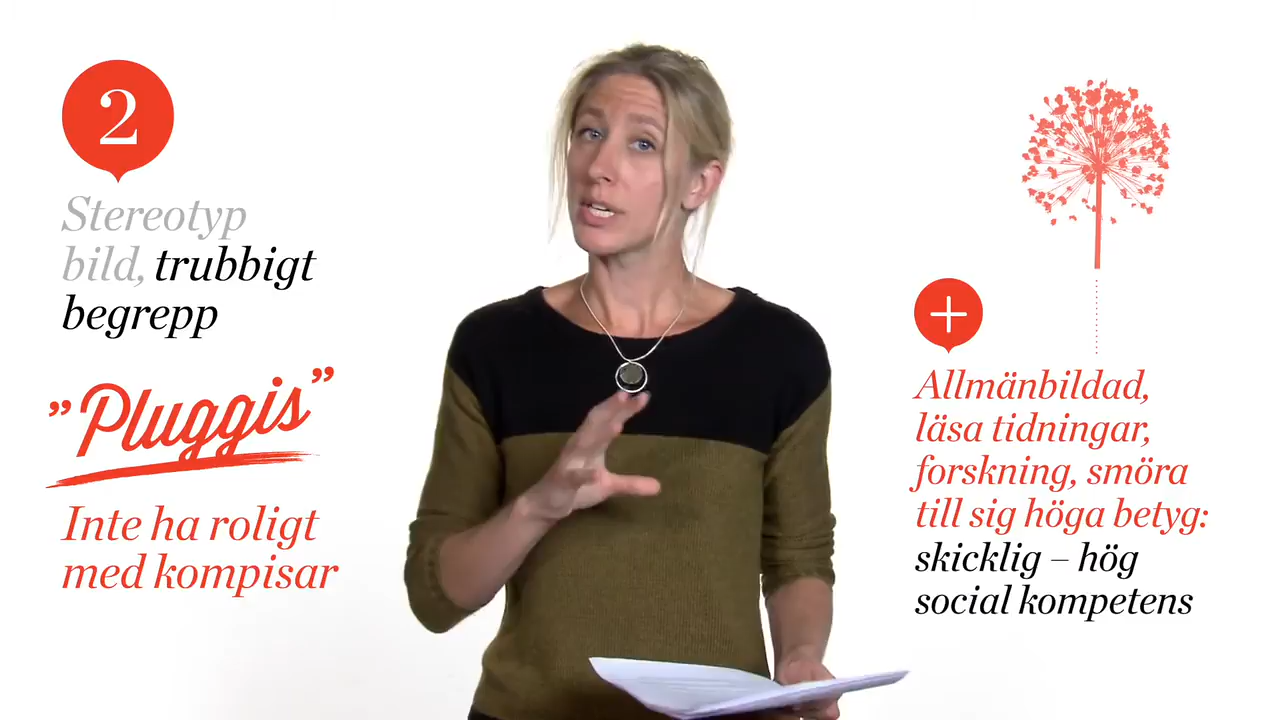 2
Stereotyp
bild, trubbigt
begrepp
”Pluggis”
Inte ha roligt
med kompisar
+
Allmänbildad,
läsa tidningar,
forskning, smöra
till sig höga betyg:
skicklig – hög
social kompetens